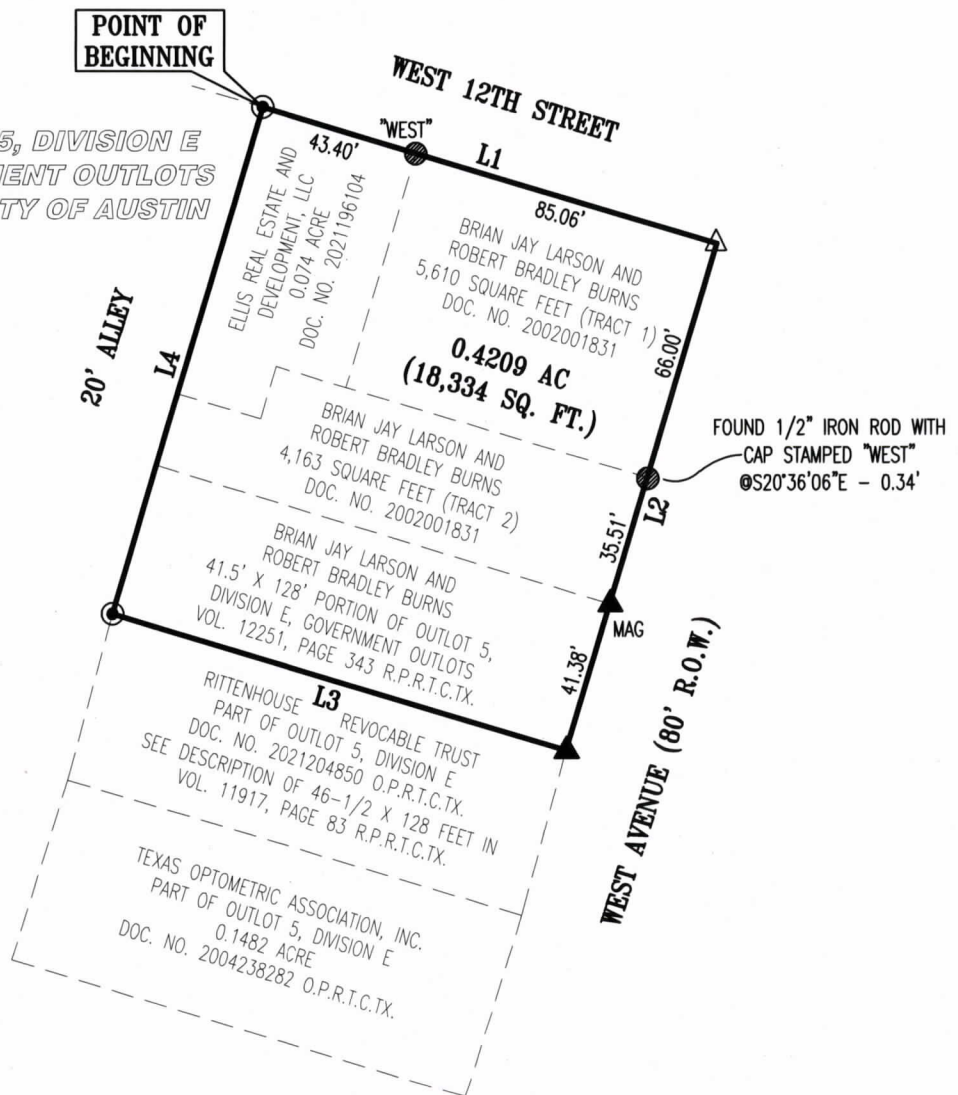 POINT OF
BEGINNING
WEST 12TH STREET
5, DIVISION E
MENT OUTLOTS
TY OF AUSTIN
"WEST"
43.40'
L1
85.06'
ELLIS REAL ESTATE AND
DEVELOPMENT, LLC
0.074 ACRE
DOC. NO. 2021196104
BRIAN JAY LARSON AND
ROBERT BRADLEY BURNS
5,610 SQUARE FEET (TRACT 1)
DOC. NO. 2002001831
0.4209 AC
(18,334 SQ. FT.)
66.00'
20' ALLEY
L4
FOUND 1/2" IRON ROD WITH
CAP STAMPED "WEST"
@S20°36'06"E - 0.34'
BRIAN JAY LARSON AND
ROBERT BRADLEY BURNS
4,163 SQUARE FEET (TRACT 2)
DOC. NO. 2002001831
L2
35.51'
BRIAN JAY LARSON AND
ROBERT BRADLEY BURNS
41.5' X 128' PORTION OF OUTLOT 5,
DIVISION E, GOVERNMENT OUTLOTS
VOL. 12251, PAGE 343 R.P.R.T.C.TX.
MAG
41.38'
L3
RITTENHOUSE REVOCABLE TRUST
PART OF OUTLOT 5, DIVISION E
DOC. NO. 2021204850 O.P.R.T.C.TX.
SEE DESCRIPTION OF 46-1/2 X 128 FEET IN
VOL. 11917, PAGE 83 R.P.R.T.C.TX.
WEST AVENUE (80' R.O.W.)
TEXAS OPTOMETRIC ASSOCIATION, INC.
PART OF OUTLOT 5, DIVISION E
0.1482 ACRE
DOC. NO. 2004238282 O.P.R.T.C.TX.